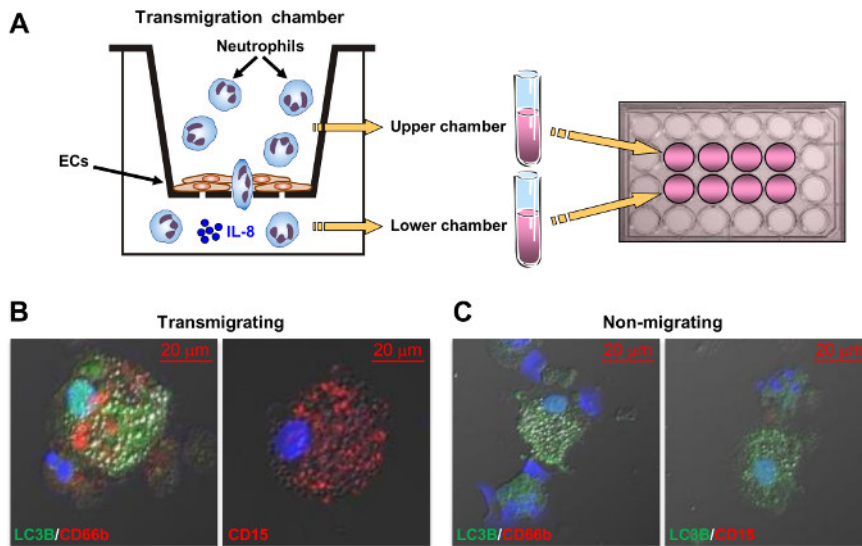 A
Transmigration chamber
Neutrophils
ECs
IL-8
Upper chamber
Lower chamber
B
Transmigrating
20 μm
20 μm
LC3B/CD66b
CD15
C
Non-migrating
20 μm
20 μm
LC3B/CD66b
LC3B/CD15